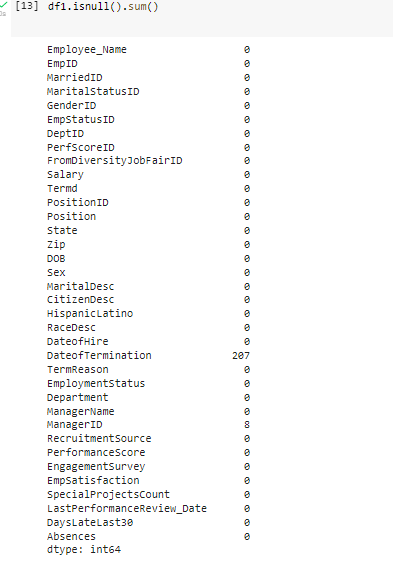 [13] df1.isnull().sum()
Employee_Name 0
EmpID 0
MarriedID 0
MaritalStatusID 0
GenderID 0
EmpStatusID 0
DeptID 0
PerfScoreID 0
FromDiversityJobFairID 0
Salary 0
Termd 0
PositionID 0
Position 0
State 0
Zip 0
DOB 0
Sex 0
MaritalDesc 0
CitizenDesc 0
HispanicLatino 0
RaceDesc 0
DateofHire 0
DateofTermination 207
TermReason 0
EmploymentStatus 0
Department 0
ManagerName 0
ManagerID 8
RecruitmentSource 0
PerformanceScore 0
EngagementSurvey 0
EmpSatisfaction 0
SpecialProjectsCount 0
LastPerformanceReview_Date 0
DaysLateLast30 0
Absences 0
dtype: int64